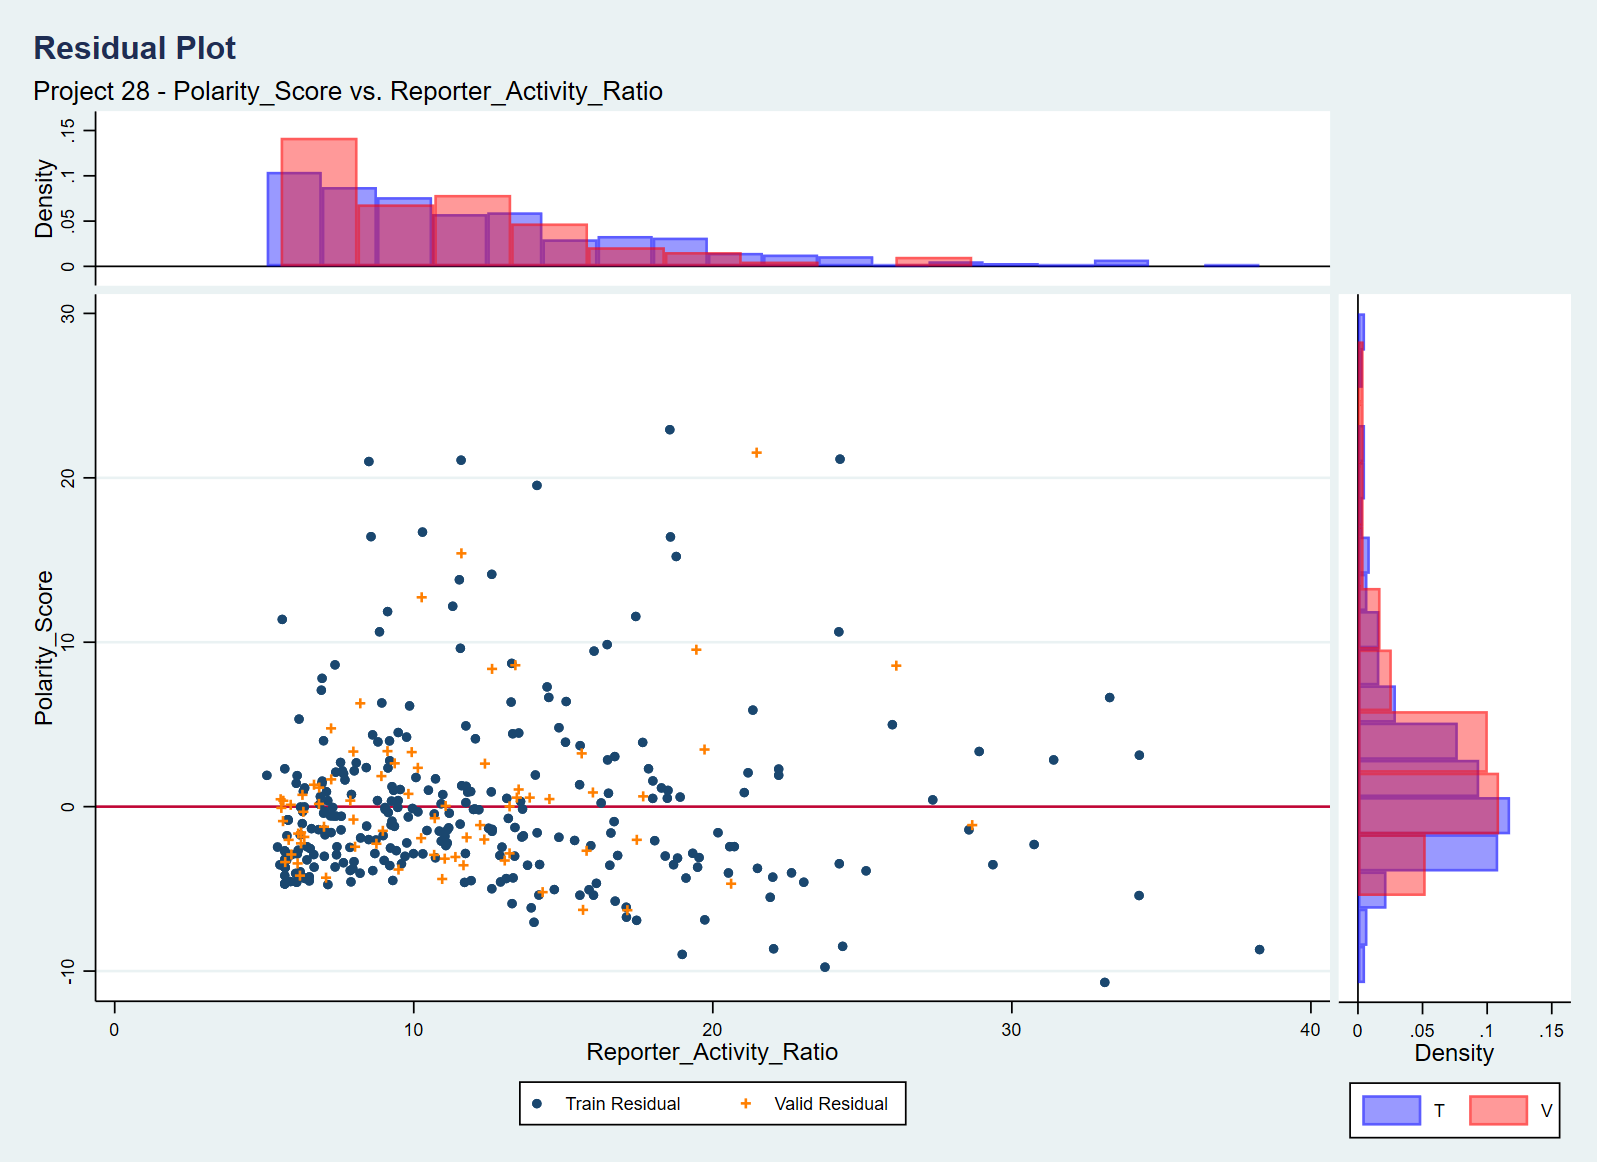 Residual Plot
Project 28 - Polarity_Score vs. Reporter_Activity_Ratio
Density
.15
.1
.05
0
Polarity_Score
30
20
10
0
-10
0 10 20 30 40
Reporter_Activity_Ratio
0 .05 .1 .15
Density
Train Residual Valid Residual
T V